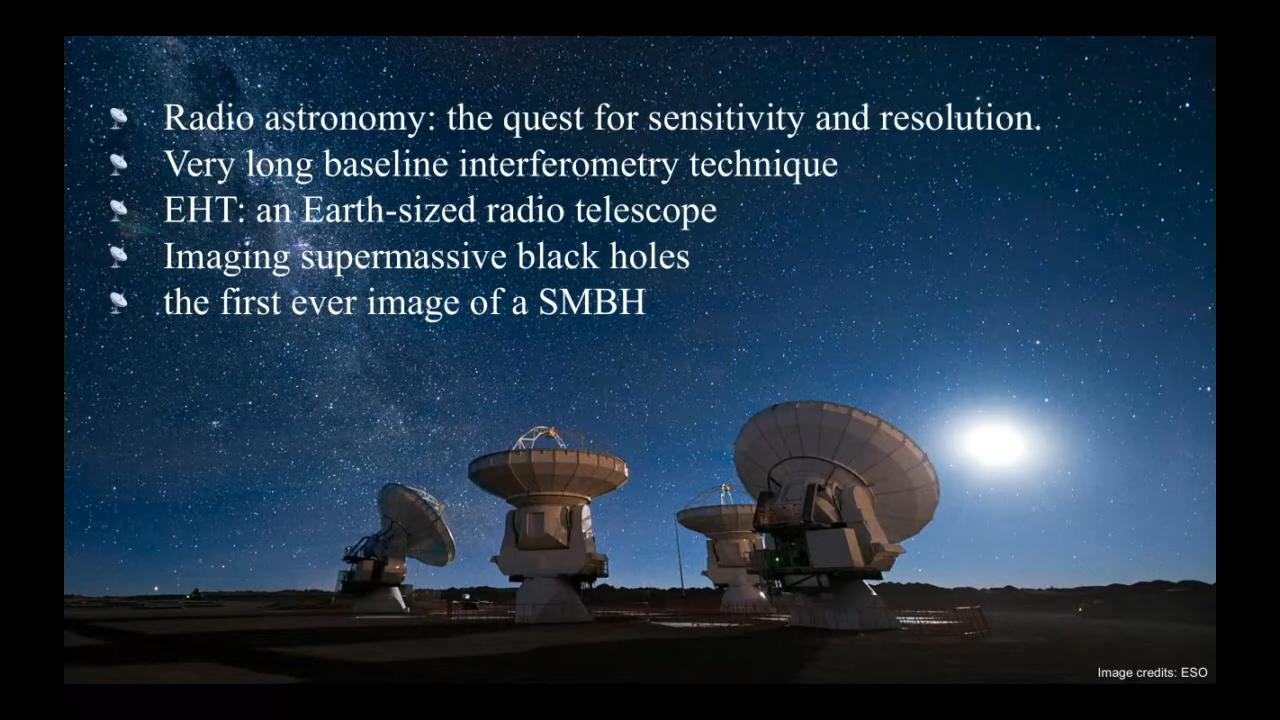 Radio astronomy: the quest for sensitivity and resolution.
Very long baseline interferometry technique
EHT: an Earth-sized radio telescope
Imaging supermassive black holes
the first ever image of a SMBH
Image credits: ESO